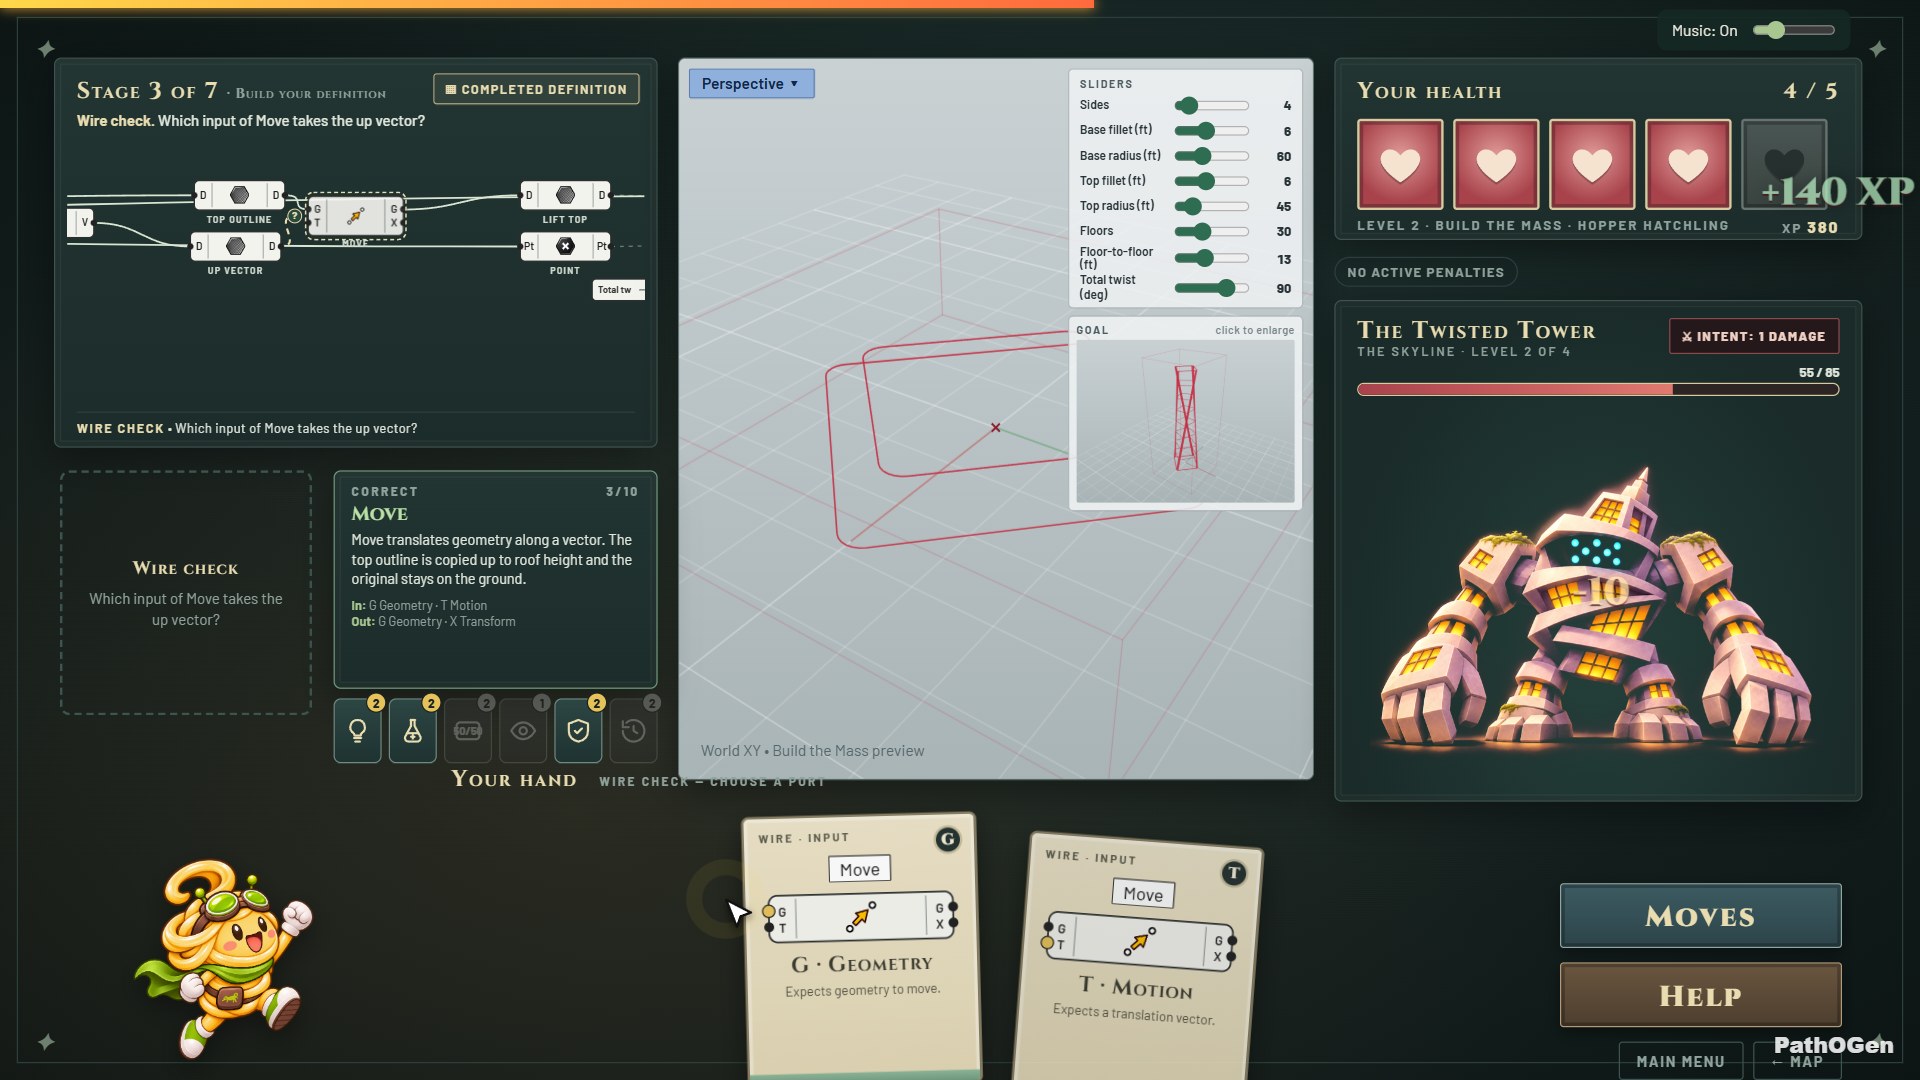 Music: On
STAGE 3 OF 7 · BUILD YOUR DEFINITION
COMPLETED DEFINITION
Wire check. Which input of Move takes the up vector?
D D
TOP OUTLINE
V
D D
UP VECTOR
?
G G
T X
MOVE
D D
LIFT TOP
Pt Pt
POINT
Total tw
WIRE CHECK • Which input of Move takes the up vector?
WIRE CHECK
Which input of Move takes the
up vector?
CORRECT 3/10
MOVE
Move translates geometry along a vector. The
top outline is copied up to roof height and the
original stays on the ground.
In: G Geometry · T Motion
Out: G Geometry · X Transform
2 2 2 1 2 2
50/50
YOUR HAND WIRE CHECK – CHOOSE A PORT
Perspective ▼
SLIDERS
Sides 4
Base fillet (ft) 6
Base radius (ft) 60
Top fillet (ft) 6
Top radius (ft) 45
Floors 30
Floor-to-floor
(ft) 13
Total twist
(deg) 90
GOAL click to enlarge
World XY • Build the Mass preview
YOUR HEALTH 4 / 5
+140 XP
LEVEL 2 · BUILD THE MASS · HOPPER HATCHLING XP 380
NO ACTIVE PENALTIES
THE TWISTED TOWER
THE SKYLINE · LEVEL 2 OF 4
INTENT: 1 DAMAGE
55 / 85
-10
WIRE · INPUT G
Move
G G
T X
G · GEOMETRY
Expects geometry to move.
WIRE · INPUT T
Move
G G
T X
T · MOTION
Expects a translation vector.
MOVES
HELP
MAIN MENU
← MAP
PathOGen